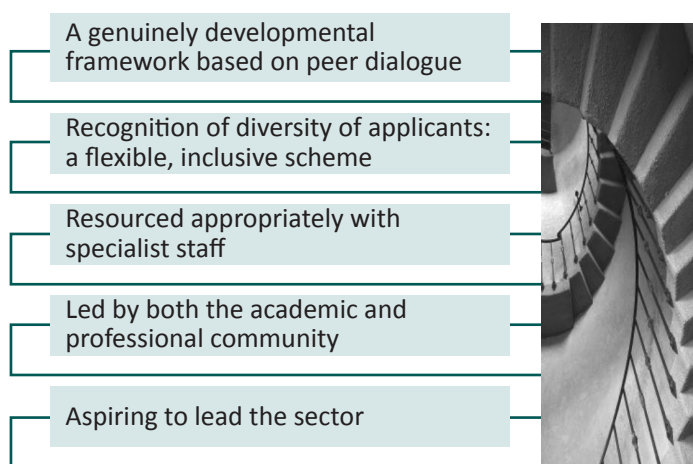 A genuinely developmental
framework based on peer dialogue
Recognition of diversity of applicants:
a flexible, inclusive scheme
Resourced appropriately with
specialist staff
Led by both the academic and
professional community
Aspiring to lead the sector